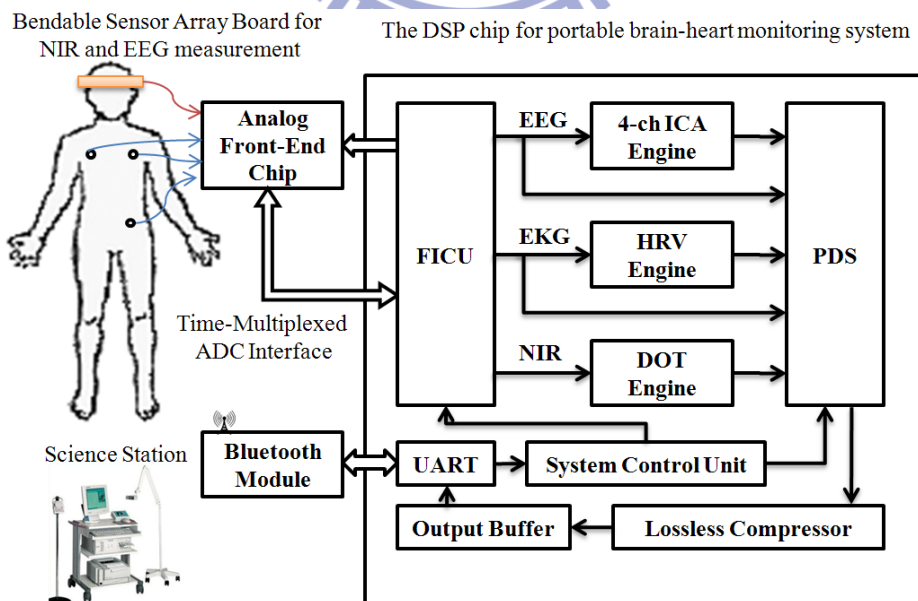 Bendable Sensor Array Board for
NIR and EEG measurement
The DSP chip for portable brain-heart monitoring system
Analog
Front-End
Chip
FICU
EEG
4-ch ICA
Engine
EKG
HRV
Engine
PDS
NIR
DOT
Engine
Time-Multiplexed
ADC Interface
Science Station
Bluetooth
Module
UART
System Control Unit
Output Buffer
Lossless Compressor